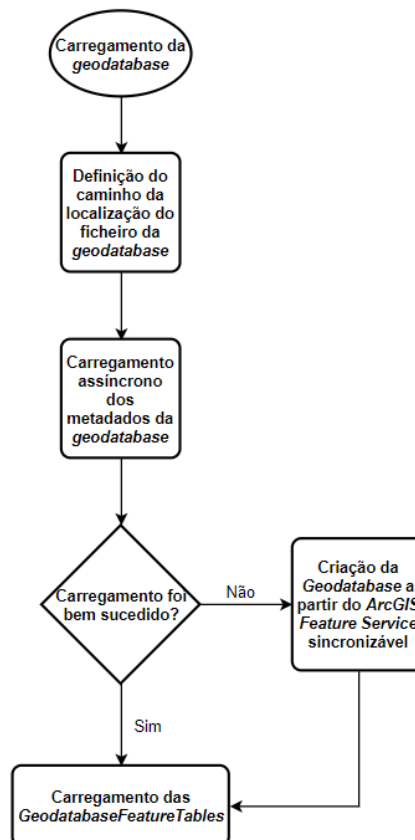 Carregamento da
geodatabase
Definição do
caminho da
localização do
ficheiro da
geodatabase
Carregamento
assíncrono
dos
metadados da
geodatabase
Carregamento foi
bem sucedido?
Não
Criação da
Geodatabase a
partir do ArcGIS
Feature Service
sincronizável
Sim
Carregamento das
GeodatabaseFeatureTables